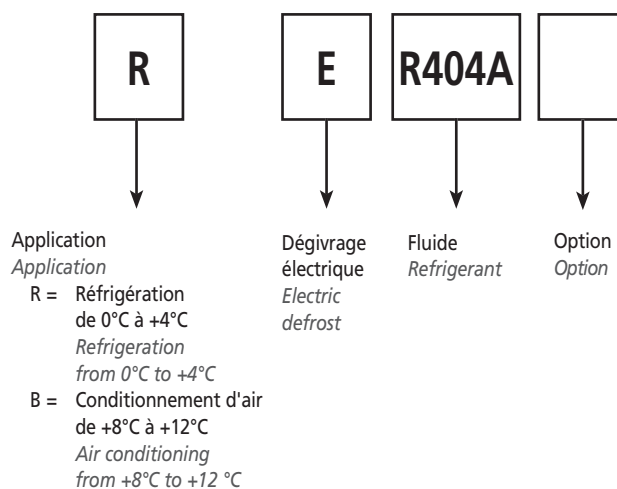 R E R404A
Application
Application
R = Réfrigération
de 0°C à +4°C
Refrigeration
from 0°C to +4°C
B = Conditionnement d'air
de +8°C à +12°C
Air conditioning
from +8°C to +12 °C
Dégivrage
électrique
Electric
defrost
Fluide
Refrigerant
Option
Option